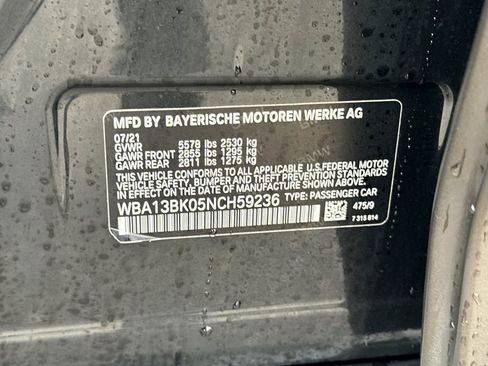 MFD BY BAYERISCHE MOTOREN WERKE AG
07/21
GVWR 5578 lbs 2530 kg
GAWR FRONT 2855 lbs 1295 kg
GAWR REAR 2811 lbs 1275 kg
THIS VEHICLE CONFORMS TO ALL APPLICABLE U.S.FEDERAL MOTOR
VEHICLE SAFETY, BUMPER AND THEFT PREVENTION STANDARDS
IN EFFECT ON THE DATE OF MANUFACTURE SHOWN ABOVE.
WBA13BK05NCH59236 TYPE: PASSENGER CAR
475/9
7 318 814